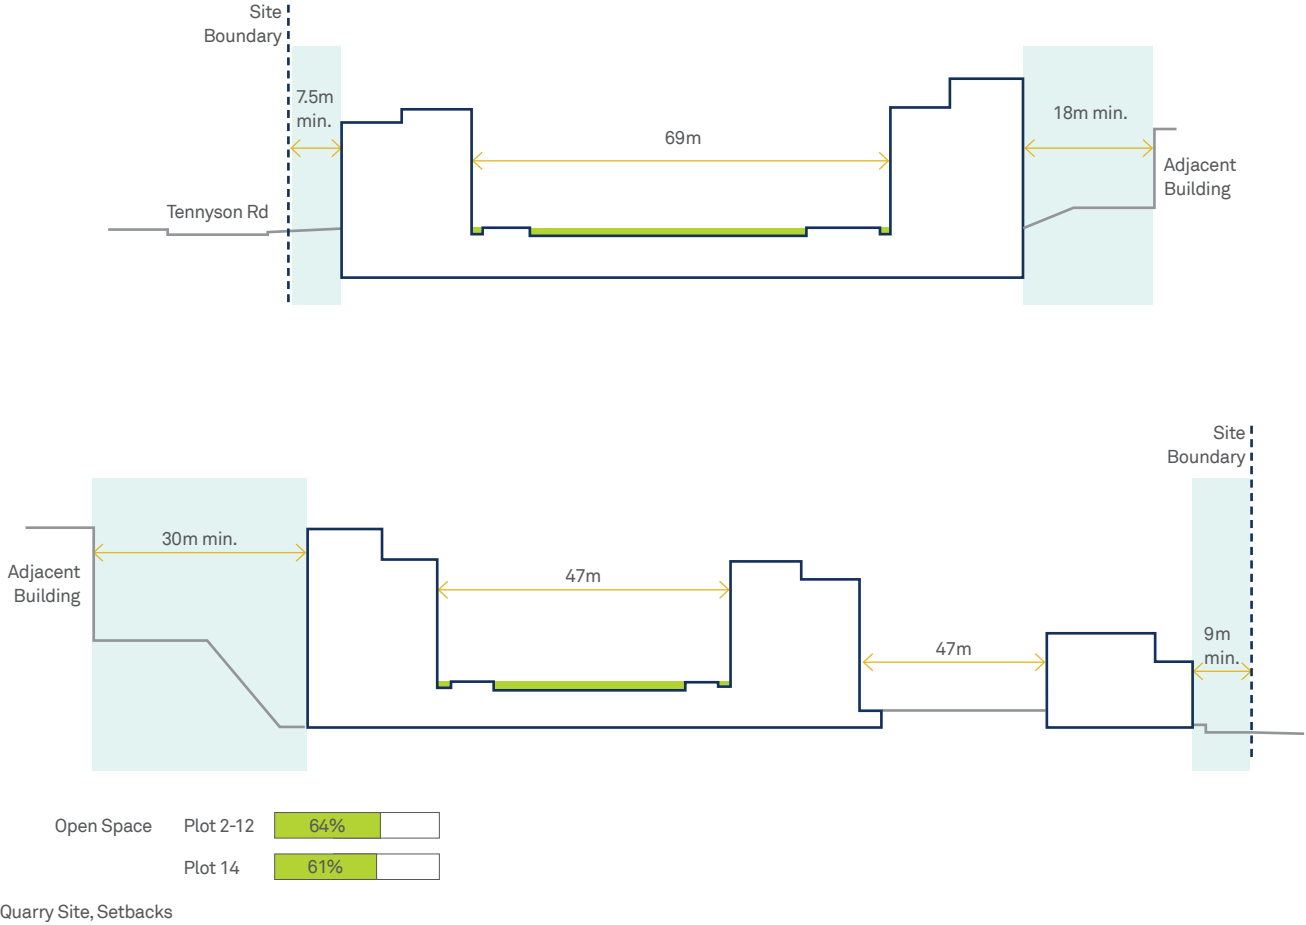 Site
Boundary
7.5m
min.
69m
18m min.
Adjacent
Building
Tennyson Rd
Site
Boundary
30m min.
Adjacent
Building
47m
47m
9m
min.
Open Space
Plot 2-12
64%
Plot 14
61%
Quarry Site, Setbacks